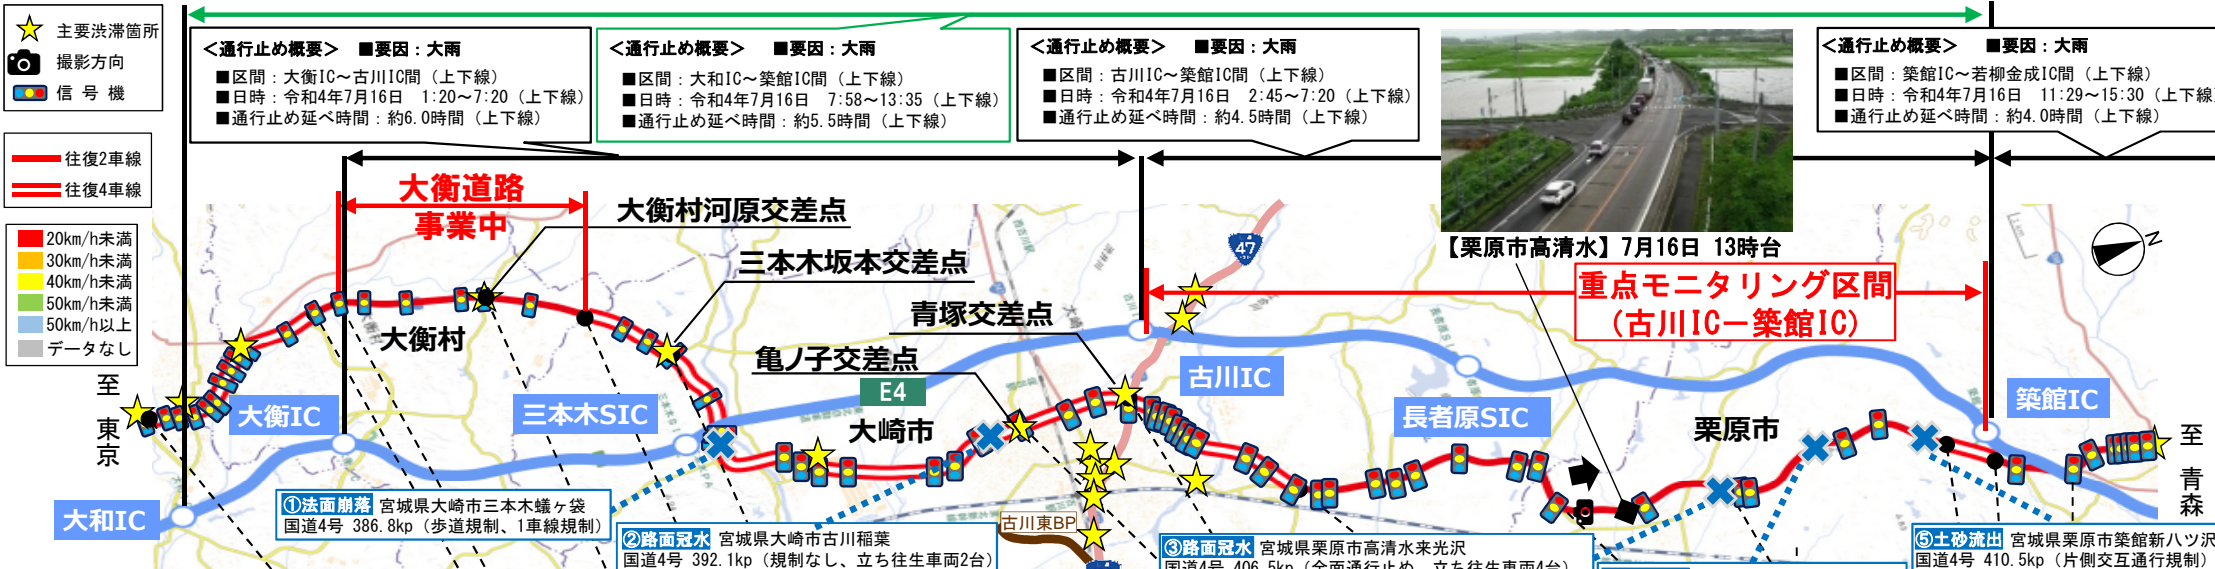 主要渋滞箇所
撮影方向
信号機
往復2車線
往復4車線
20km/h未満
30km/h未満
40km/h未満
50km/h未満
50km/h以上
データなし
＜通行止め概要＞ ■要因：大雨
■区間：大衡IC～古川IC間（上下線）
■日時：令和4年7月16日 1:20～7:20（上下線）
■通行止め延べ時間：約6.0時間（上下線）
＜通行止め概要＞ ■要因：大雨
■区間：大和IC～築館IC間（上下線）
■日時：令和4年7月16日 7:58～13:35（上下線）
■通行止め延べ時間：約5.5時間（上下線）
＜通行止め概要＞ ■要因：大雨
■区間：古川IC～築館IC間（上下線）
■日時：令和4年7月16日 2:45～7:20（上下線）
■通行止め延べ時間：約4.5時間（上下線）
＜通行止め概要＞ ■要因：大雨
■区間：築館IC～若柳金成IC間（上下線）
■日時：令和4年7月16日 11:29～15:30（上下線
■通行止め延べ時間：約4.0時間（上下線）
【栗原市高清水】7月16日 13時台
大衡道路
事業中
大衡村河原交差点
三本木坂本交差点
青塚交差点
亀ノ子交差点
重点モニタリング区間
（古川IC－築館IC）
47
N
E4
大衡村
大崎市
栗原市
至東京
至青森
大和IC
大衡IC
三本木SIC
古川IC
長者原SIC
築館IC
古川東BP
①法面崩落 宮城県大崎市三本木蟻ヶ袋
国道4号 386.8kp（歩道規制、1車線規制）
②路面冠水 宮城県大崎市古川稲葉
国道4号 392.1kp（規制なし、立ち往生車両2台）
③路面冠水 宮城県栗原市高清水来光沢
国道4号 406.5kp（全面通行止め、立ち往生車両4台）
⑤土砂流出 宮城県栗原市築館新八ツ沢
国道4号 410.5kp（片側交互通行規制）